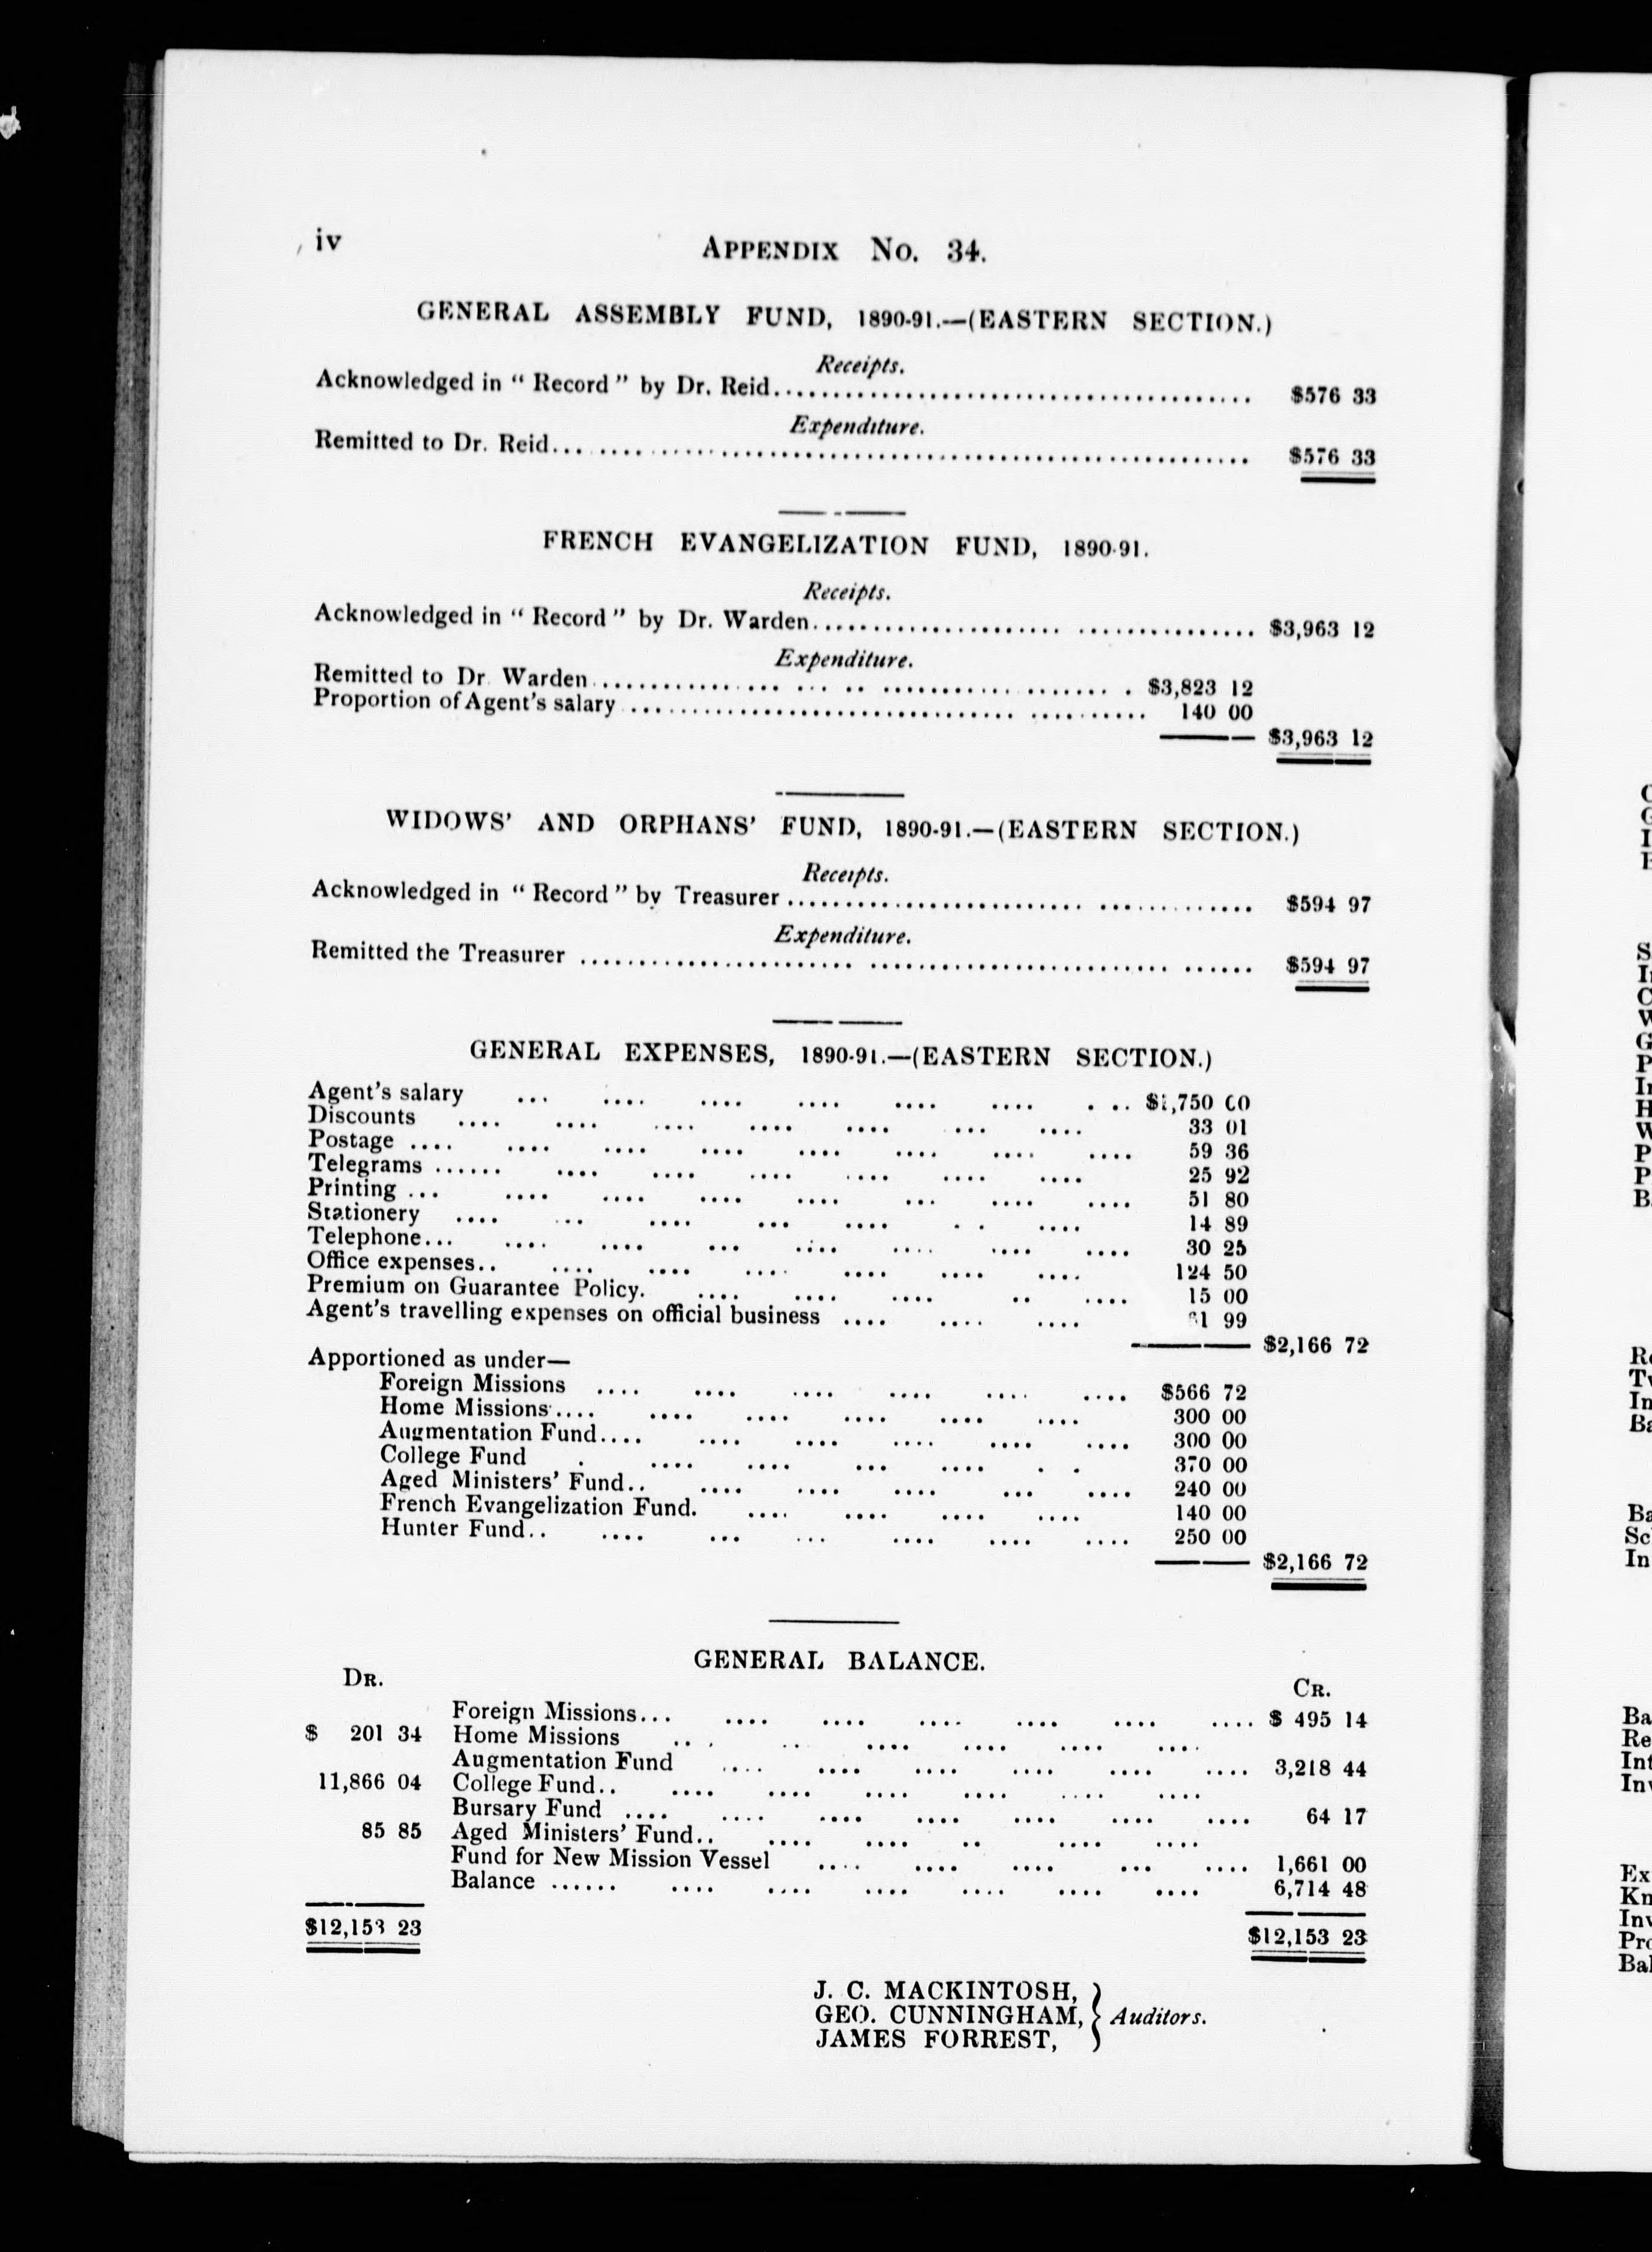 iv
APPENDIX No. 34.
GENERAL ASSEMBLY FUND, 1890-91.—(EASTERN SECTION.)
Receipts.
Acknowledged in “ Record ” by Dr. Reid........................................ $576 33
Expenditure.
Remitted to Dr. Reid... .................................................... $576 33
FRENCH EVANGELIZATION FUND, 1890-91.
Receipts.
Acknowledged in “ Record ” by Dr. Warden..................... ............... $3,963 12
Expenditure.
Remitted to Dr. Warden............. ... ... .. ........... ....... . $3,823 12
Proportion of Agent's salary ................................. .......... 140 00
$3,963 12
WIDOWS' AND ORPHANS' FUND, 1890-91.—(EASTERN SECTION.)
Receipts.
Acknowledged in “ Record ” by Treasurer ......................... ............. $594 97
Expenditure.
Remitted the Treasurer ........................ .......................... ...... $594 97
GENERAL EXPENSES, 1890-91.—(EASTERN SECTION.)
Agent's salary ... .... .... .... .... .... . .. $1,750 00
Discounts .... .... .... .... .... ... .... 33 01
Postage .... .... .... .... .... .... .... .... 59 36
Telegrams ...... .... .... .... .... .... .... 25 92
Printing ... .... .... .... .... ... .... .... 51 80
Stationery .... ... .... ... .... . . .... 14 89
Telephone... .... .... ... .... .... .... .... 30 25
Office expenses.. .... .... .... .... .... .... 124 50
Premium on Guarantee Policy. .... .... .... .. .... 15 00
Agent's travelling expenses on official business .... .... .... 61 99
$2,166 72
Apportioned as under—
Foreign Missions .... .... .... .... .... .... $566 72
Home Missions.... .... .... .... .... .... 300 00
Augmentation Fund.... .... .... .... .... .... 300 00
College Fund . .... .... ... .... . . 370 00
Aged Ministers' Fund.. .... .... .... ... .... 240 00
French Evangelization Fund. .... .... .... .... 140 00
Hunter Fund.. .... ... ... .... .... .... 250 00
$2,166 72
GENERAL BALANCE.
DR. CR.
Foreign Missions... .... .... .... .... .... .... $ 495 14
$ 201 34 Home Missions .. . .. .... .... .... ....
Augmentation Fund .... .... .... .... .... .... 3,218 44
11,866 04 College Fund.. .... .... .... .... .... ....
Bursary Fund .... .... .... .... .... .... .... 64 17
85 85 Aged Ministers' Fund.. .... .... .. .... ....
Fund for New Mission Vessel .... .... .... ... .... 1,661 00
Balance ...... .... .... .... .... .... .... 6,714 48
$12,153 23 $12,153 23
J. C. MACKINTOSH,
GEO. CUNNINGHAM, } Auditors.
JAMES FORREST,